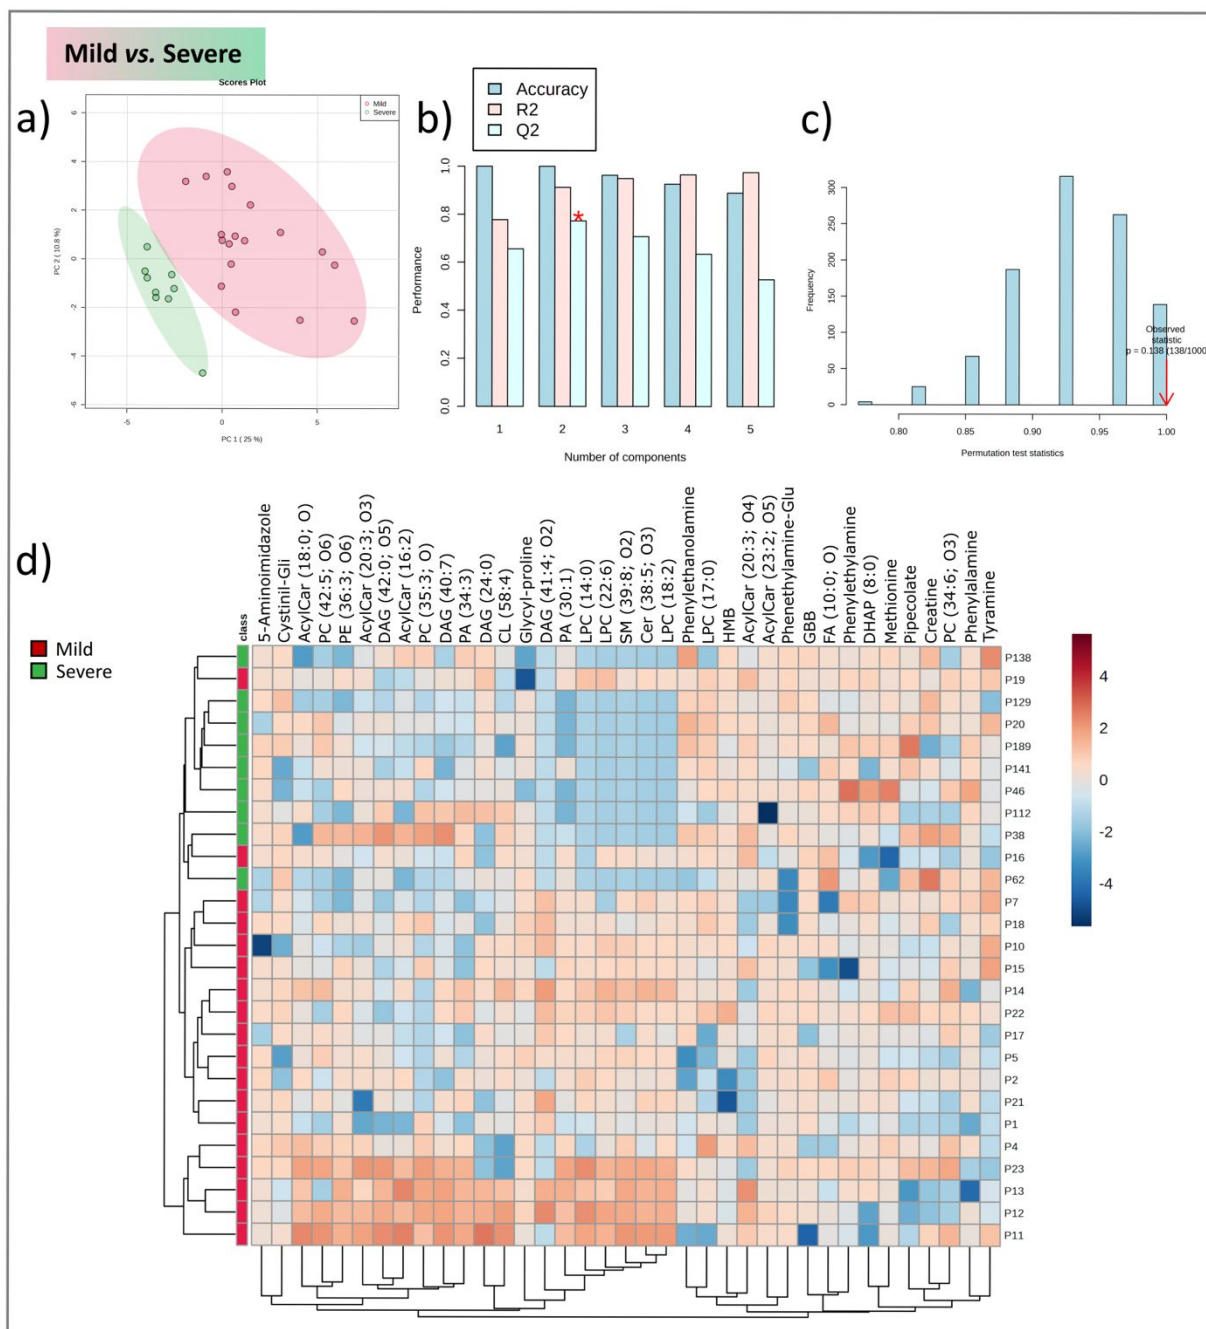 Mild vs. Severe
a)
Scores Plot
Mild
Severe
6
4
2
0
-2
-4
-6
PC 2 ( 10.8 %)
-5
0
5
PC 1 ( 25 %)
b)
Accuracy
R2
Q2
1.0
0.8
0.6
0.4
0.2
0.0
Performance
*
1
2
3
4
5
Number of components
c)
300
250
200
150
100
50
0
Frequency
Observed
statistic
p = 0.138 (138/1000
0.80
0.85
0.90
0.95
1.00
Permutation test statistics
d)
Mild
Severe
class
5-Aminoimidazole
Cystinil-Gli
AcylCar (18:0; O)
PC (42:5; O6)
PE (36:3; O6)
AcylCar (20:3; O3)
DAG (42:0; O5)
AcylCar (16:2)
PC (35:3; O)
DAG (40:7)
PA (34:3)
DAG (24:0)
CL (58:4)
Glycyl-proline
DAG (41:4; O2)
PA (30:1)
LPC (14:0)
LPC (22:6)
SM (39:8; O2)
Cer (38:5; O3)
LPC (18:2)
Phenylethanolamine
LPC (17:0)
HMB
AcylCar (20:3; O4)
AcylCar (23:2; O5)
Phenethylamine-Glu
GBB
FA (10:0; O)
Phenylethylamine
DHAP (8:0)
Methionine
Pipecolate
Creatine
PC (34:6; O3)
Phenylalamine
Tyramine
P138
P19
P129
P20
P189
P141
P46
P112
P38
P16
P62
P7
P18
P10
P15
P14
P22
P17
P5
P2
P21
P1
P4
P23
P13
P12
P11
4
2
0
-2
-4